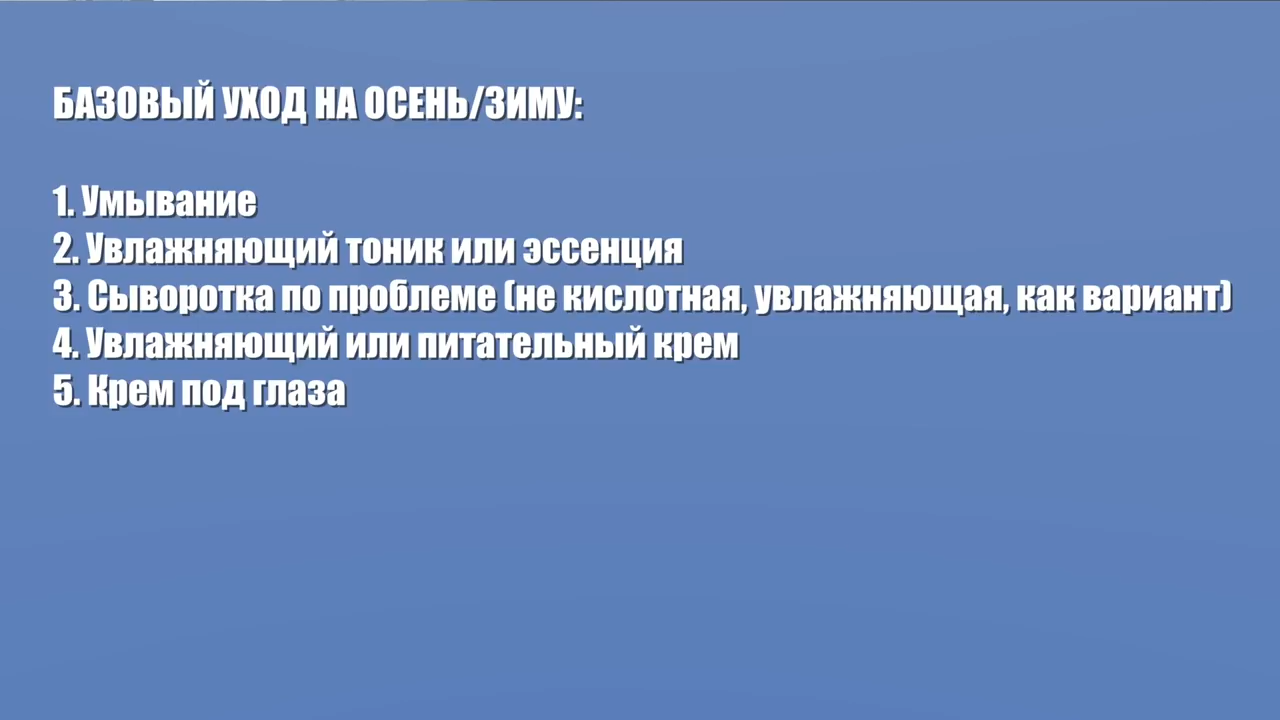 БАЗОВЫЙ УХОД НА ОСЕНЬ/ЗИМУ:
1. Умывание
2. Увлажняющий тоник или эссенция
3. Сыворотка по проблеме (не кислотная, увлажняющая, как вариант)
4. Увлажняющий или питательный крем
5. Крем под глаза